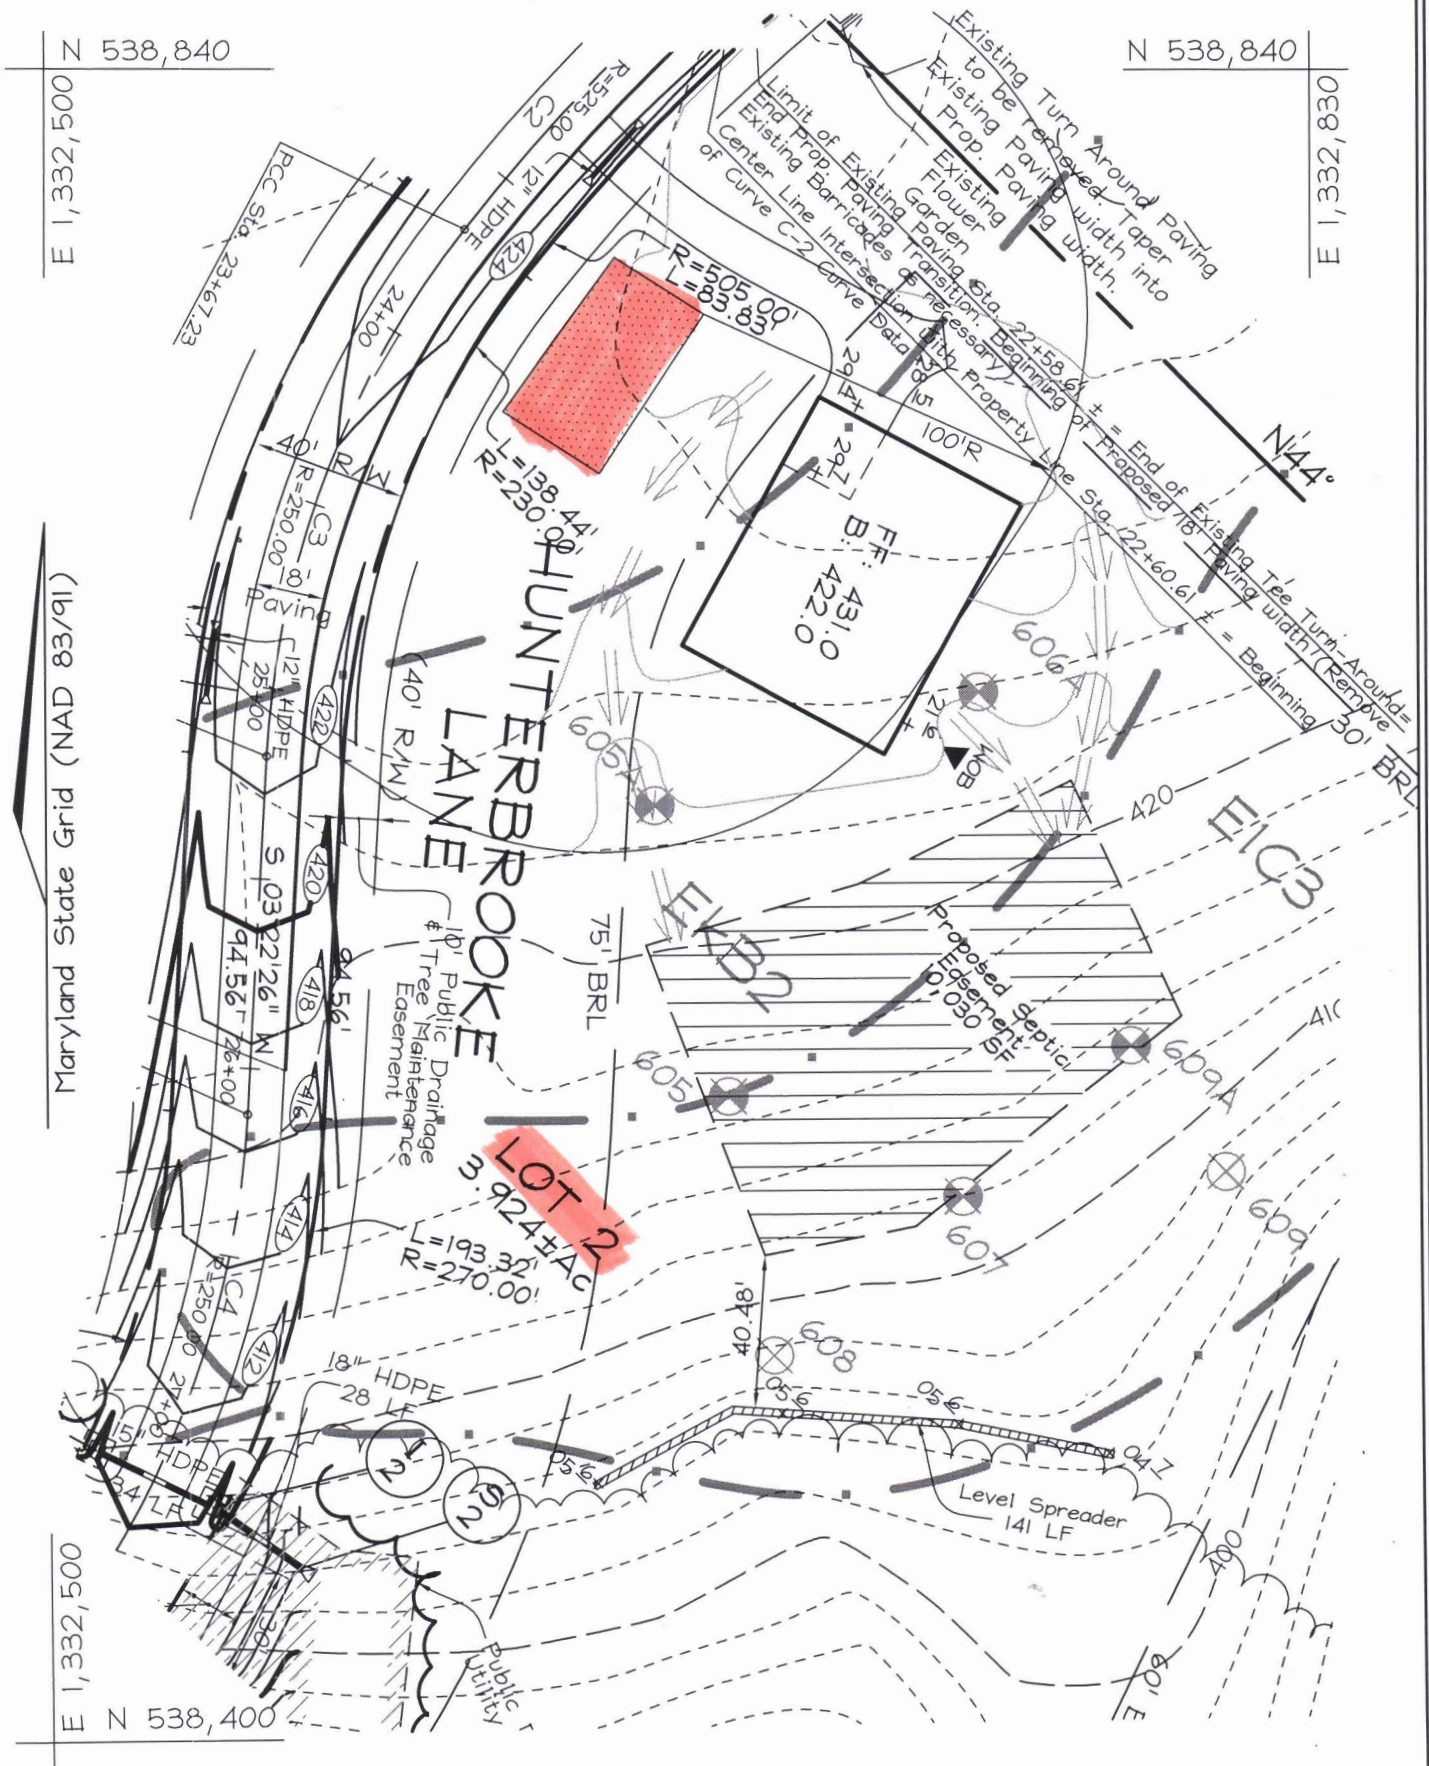 N 538,840
N 538,840
E 1,332,500
E 1,332,830
Existing Turn Around Paving
to be removed. Taper
Existing Paving width into
Prop. Paving width.
Existing
Flower
Garden
Limit of Existing Paving Sta. 22+58.61 ± = End of Existing Tee Turn-Around=
End Prop. Paving Transition. Beginning of Proposed 18' Paving width (Remove
Existing Barricades as necessary)
Center Line Intersection with Property Line Sta. 22+60.61 ± = Beginning
of Curve C-2 Curve Data
R=525.00
C2
12" HDPE
PCC Sta. 23+67.23
24+00
424
R=505.00'
L=83.83'
L=138.44'
R=230.00'
100'R
N44°
FF: 431.0
B: 422.0
40' R/W
C3
R=250.00
18'
Paving
12" HDPE
25+00
422
(40' R/W)
HUNTERBROOKE
LANE
605A
606A
WOB
30' BRL
420
E1C3
EKB2
Maryland State Grid (NAD 83/91)
420
S 03°22'26" W
94.56'
94.56'
418
26+00
416
10' Public Drainage
& Tree Maintenance
Easement
75' BRL
Proposed Septic
Easement
10,030 SF
410
605
609A
609
607
608
LOT 2
3.924±Ac
L=193.32'
R=270.00'
414
C4
R=250.00
412
27+00
40.48'
18" HDPE
28 LF
15" HDPE
34 LF
I
2
S
2
Level Spreader
141 LF
400
30'
Public
Utility
60' E
E 1,332,500
N 538,400